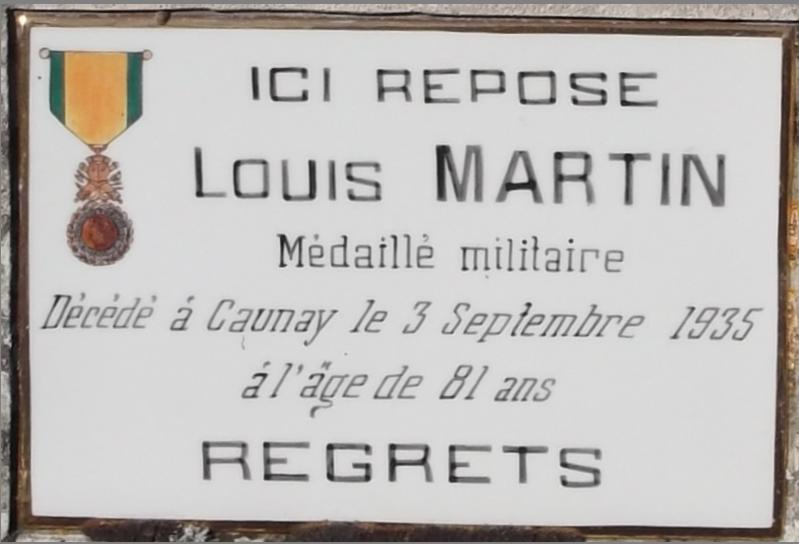 ICI REPOSE
LOUIS MARTIN
Médaillé militaire
Décédé á Caunay le 3 Septembre 1935
á l'âge de 81 ans
REGRETS